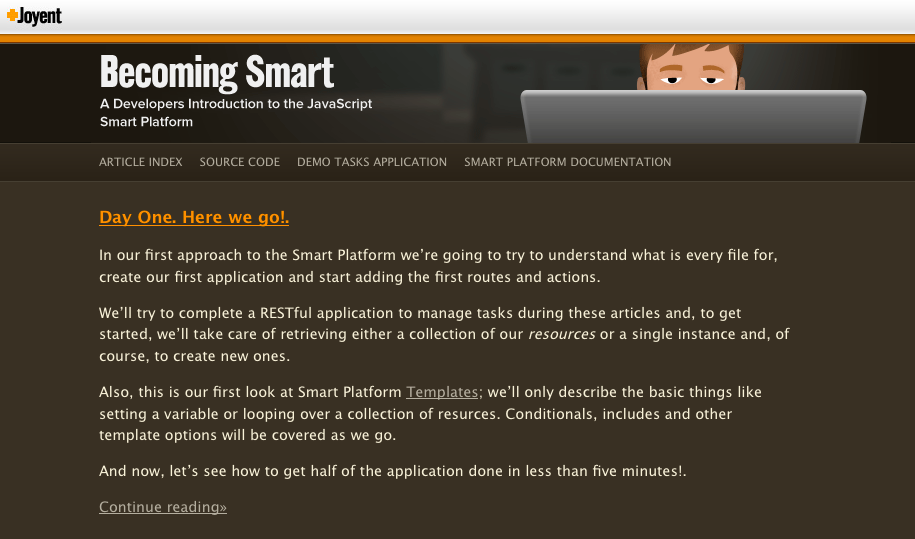 Joyent
Becoming Smart
A Developers Introduction to the JavaScript
Smart Platform
ARTICLE INDEX SOURCE CODE DEMO TASKS APPLICATION SMART PLATFORM DOCUMENTATION
Day One. Here we go!.
In our first approach to the Smart Platform we’re going to try to understand what is every file for,
create our first application and start adding the first routes and actions.
We’ll try to complete a RESTful application to manage tasks during these articles and, to get
started, we’ll take care of retrieving either a collection of our resources or a single instance and, of
course, to create new ones.
Also, this is our first look at Smart Platform Templates; we’ll only describe the basic things like
setting a variable or looping over a collection of resurces. Conditionals, includes and other
template options will be covered as we go.
And now, let’s see how to get half of the application done in less than five minutes!.
Continue reading»